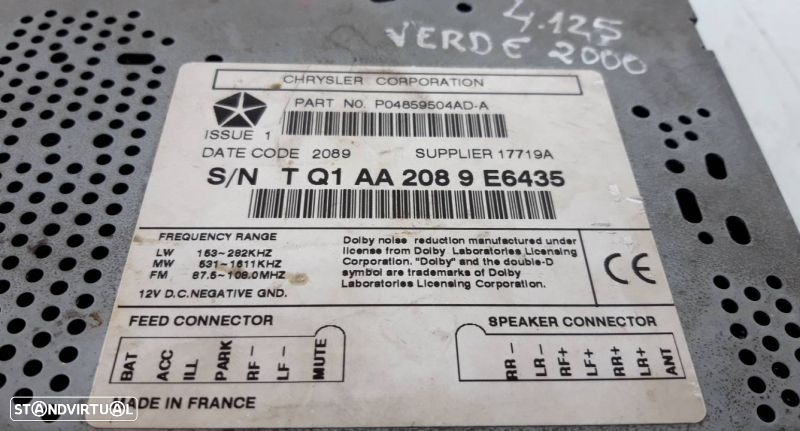 4.125
VERDE 2000
CHRYSLER CORPORATION
PART NO. P04859504AD-A
ISSUE 1
DATE CODE 2089 SUPPLIER 17719A
S/N T Q1 AA 208 9 E6435
FREQUENCY RANGE
LW 153~282KHZ
MW 531~1611KHZ
FM 87.5~108.0MHZ
12V D.C.NEGATIVE GND.
Dolby noise reduction manufactured under
license from Dolby Laboratories Licensing
Corporation. "Dolby" and the double-D
symbol are trademarks of Dolby
Laboratories Licensing Corporation.
CE
FEED CONNECTOR
BAT
ACC
ILL
PARK
RF-
LF-
MUTE
SPEAKER CONNECTOR
RR-
LR-
RF+
LF+
RR+
LR+
ANT
MADE IN FRANCE
STANDVIRTUAL